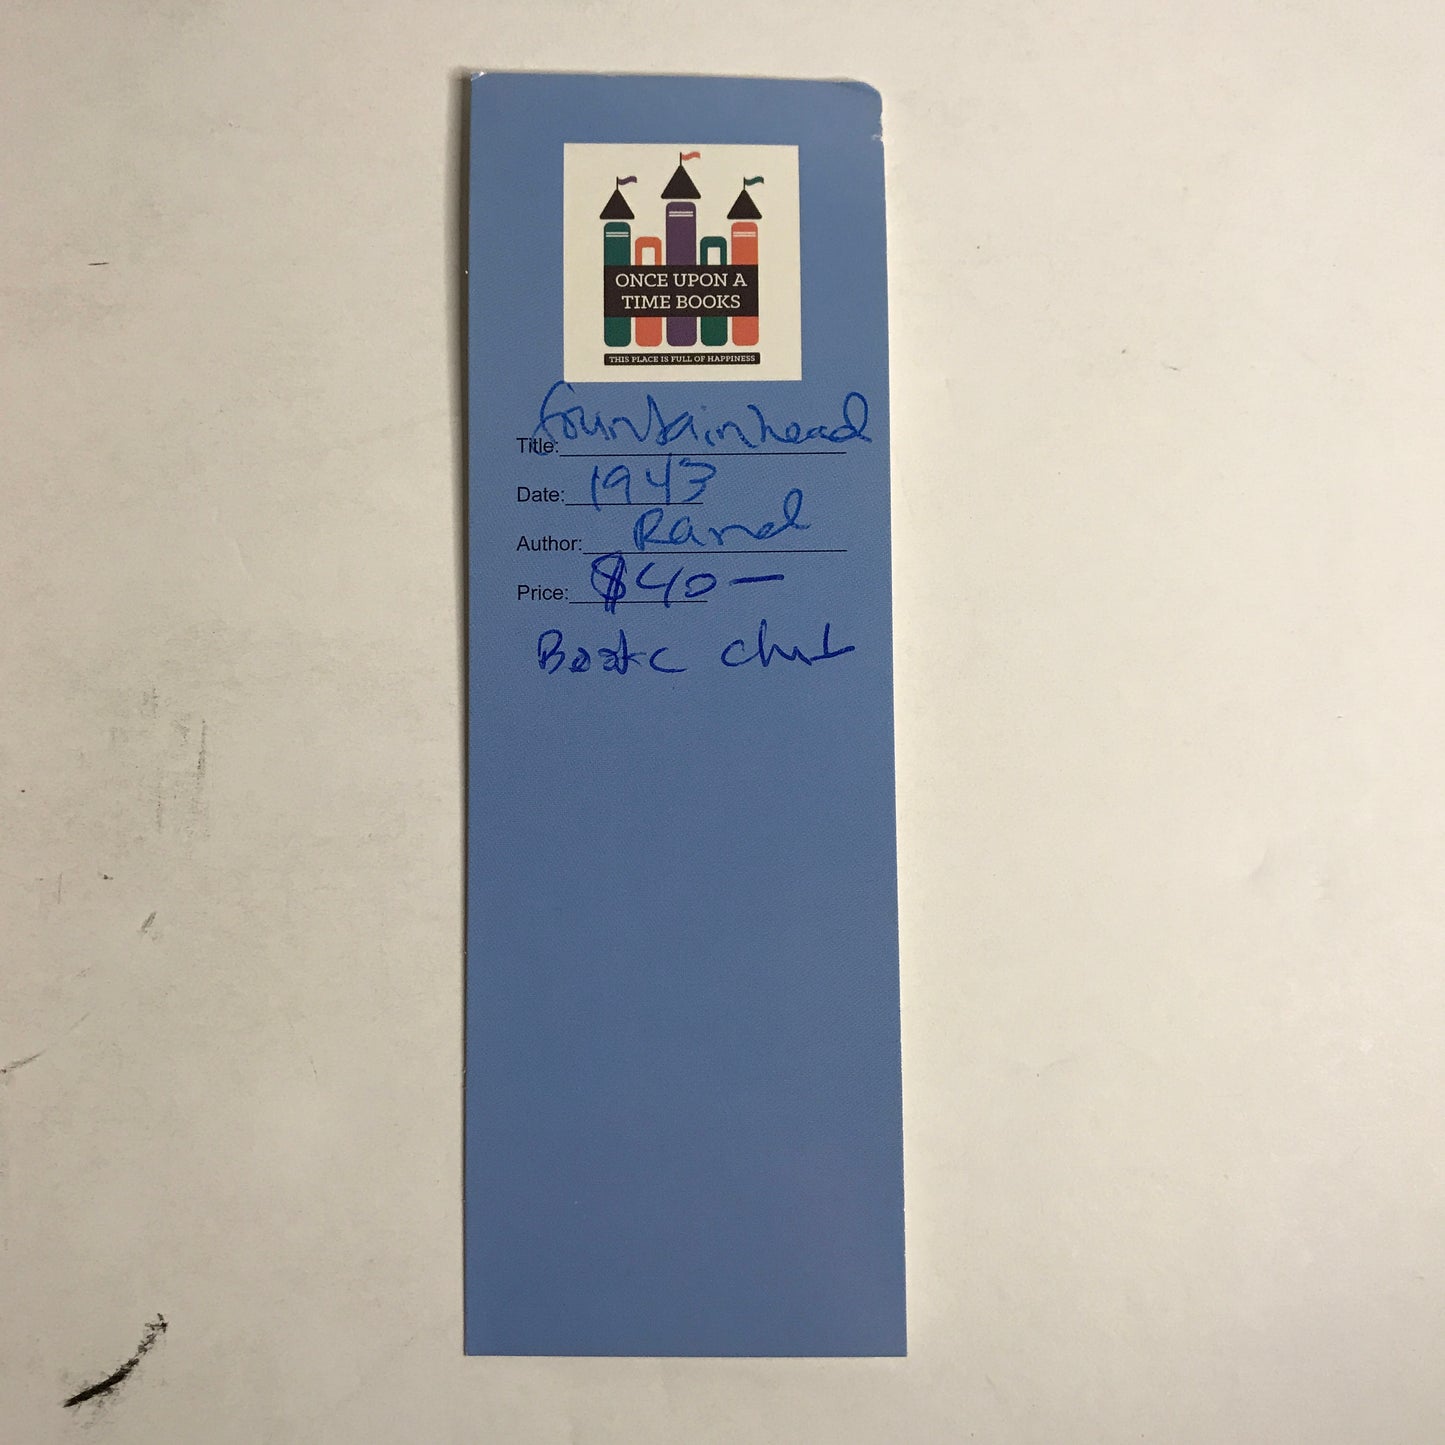 ONCE UPON A
TIME BOOKS
THIS PLACE IS FULL OF HAPPINESS
Title: fountainhead
Date: 1943
Author: Rand
Price: $40—
Book club